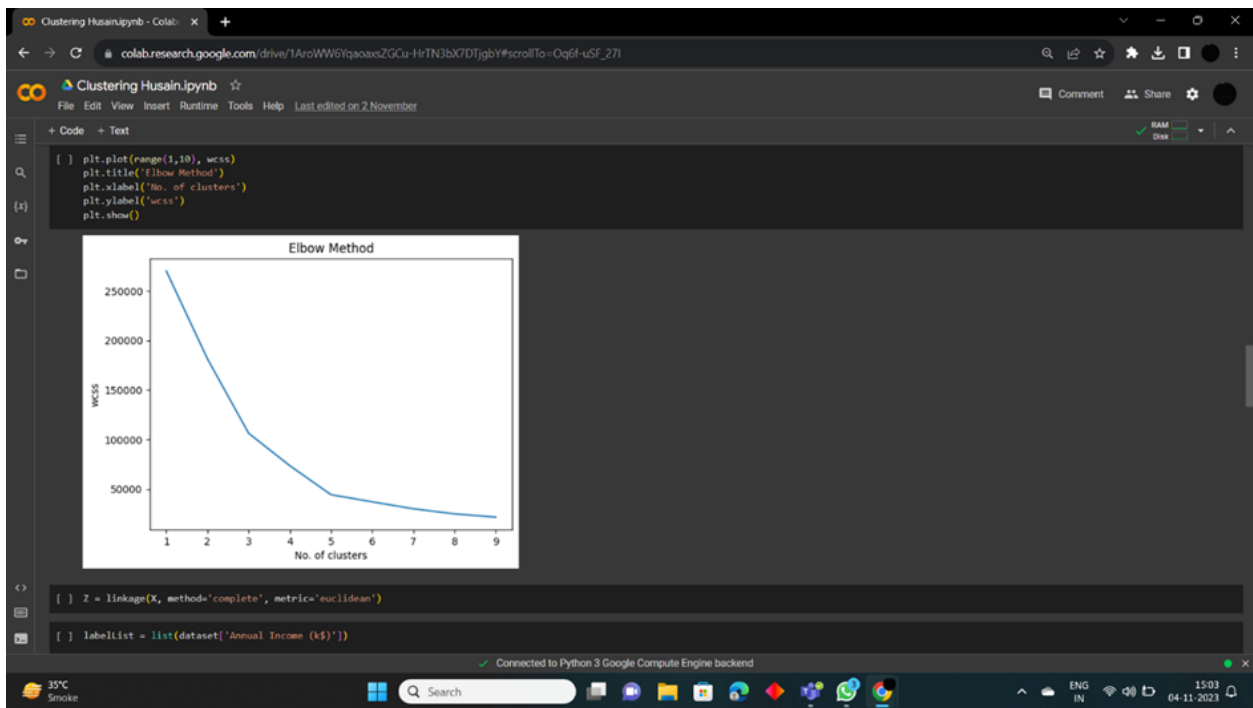 Clustering Husain.ipynb - Colab
colab.research.google.com/drive/1AroWW6YqaoaxsZGCu-HrTN3bX7DTjgbY#scrollTo=Oq6f-uSF_27I
Clustering Husain.ipynb
File Edit View Insert Runtime Tools Help Last edited on 2 November
Comment Share
+ Code + Text
RAM
Disk
[ ] plt.plot(range(1,10), wcss)
plt.title('Elbow Method')
plt.xlabel('No. of clusters')
plt.ylabel('wcss')
plt.show()
{x}
Elbow Method
250000
200000
150000
100000
50000
wcss
1 2 3 4 5 6 7 8 9
No. of clusters
[ ] Z = linkage(X, method='complete', metric='euclidean')
[ ] labelList = list(dataset['Annual Income (k$)'])
Connected to Python 3 Google Compute Engine backend
35°C
Smoke
Search
ENG
IN
15:03
04-11-2023